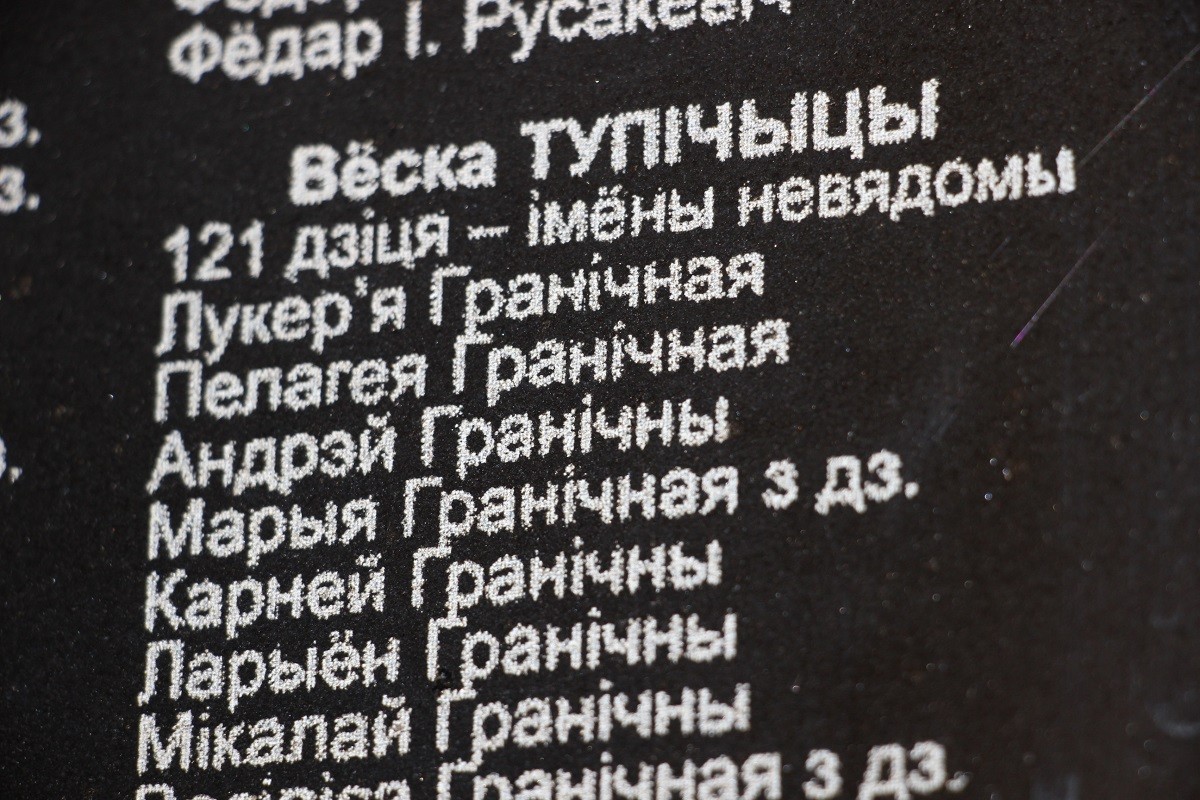 Фёдар І. Русакевіч
з.
Вёска ТУПІЧЫЦЫ
з.
121 дзіця – імёны невядомы
Лукер’я Гранічная
Пелагея Гранічная
Андрэй Гранічны
Марыя Гранічная з дз.
Карней Гранічны
Ларыён Гранічны
Мікалай Гранічны
Гранічная з дз.